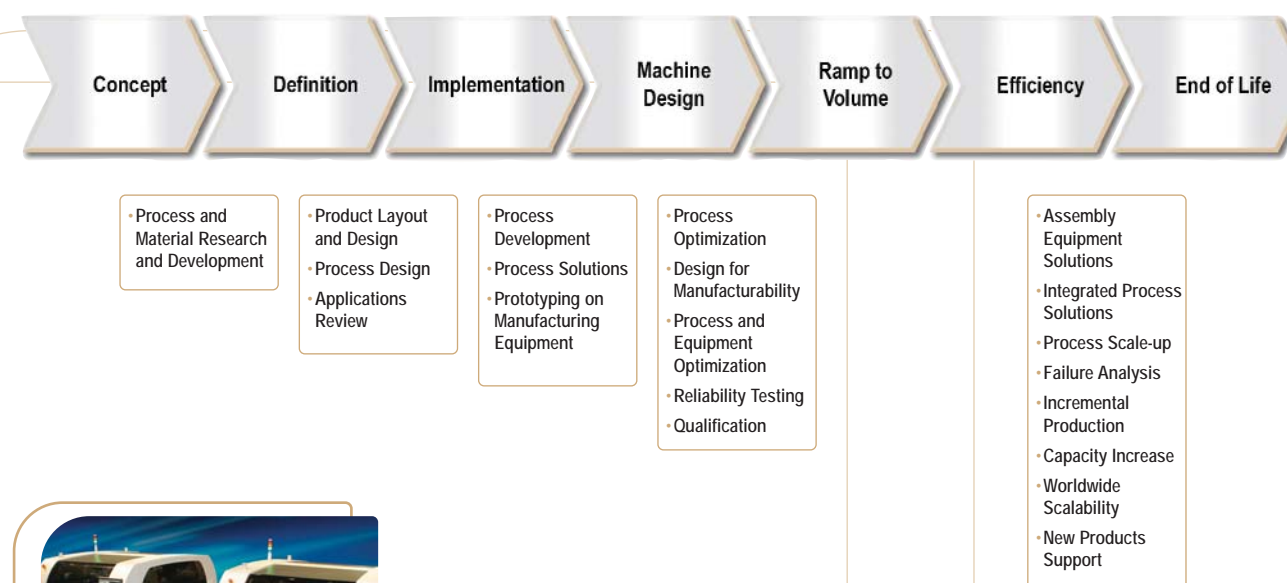 Concept
Definition
Implementation
Machine
Design
Ramp to
Volume
Efficiency
End of Life
•Process and
Material Research
and Development
•Product Layout
and Design
•Process Design
•Applications
Review
•Process
Development
•Process Solutions
•Prototyping on
Manufacturing
Equipment
•Process
Optimization
•Design for
Manufacturability
•Process and
Equipment
Optimization
•Reliability Testing
•Qualification
•Assembly
Equipment
Solutions
•Integrated Process
Solutions
•Process Scale-up
•Failure Analysis
•Incremental
Production
•Capacity Increase
•Worldwide
Scalability
•New Products
Support